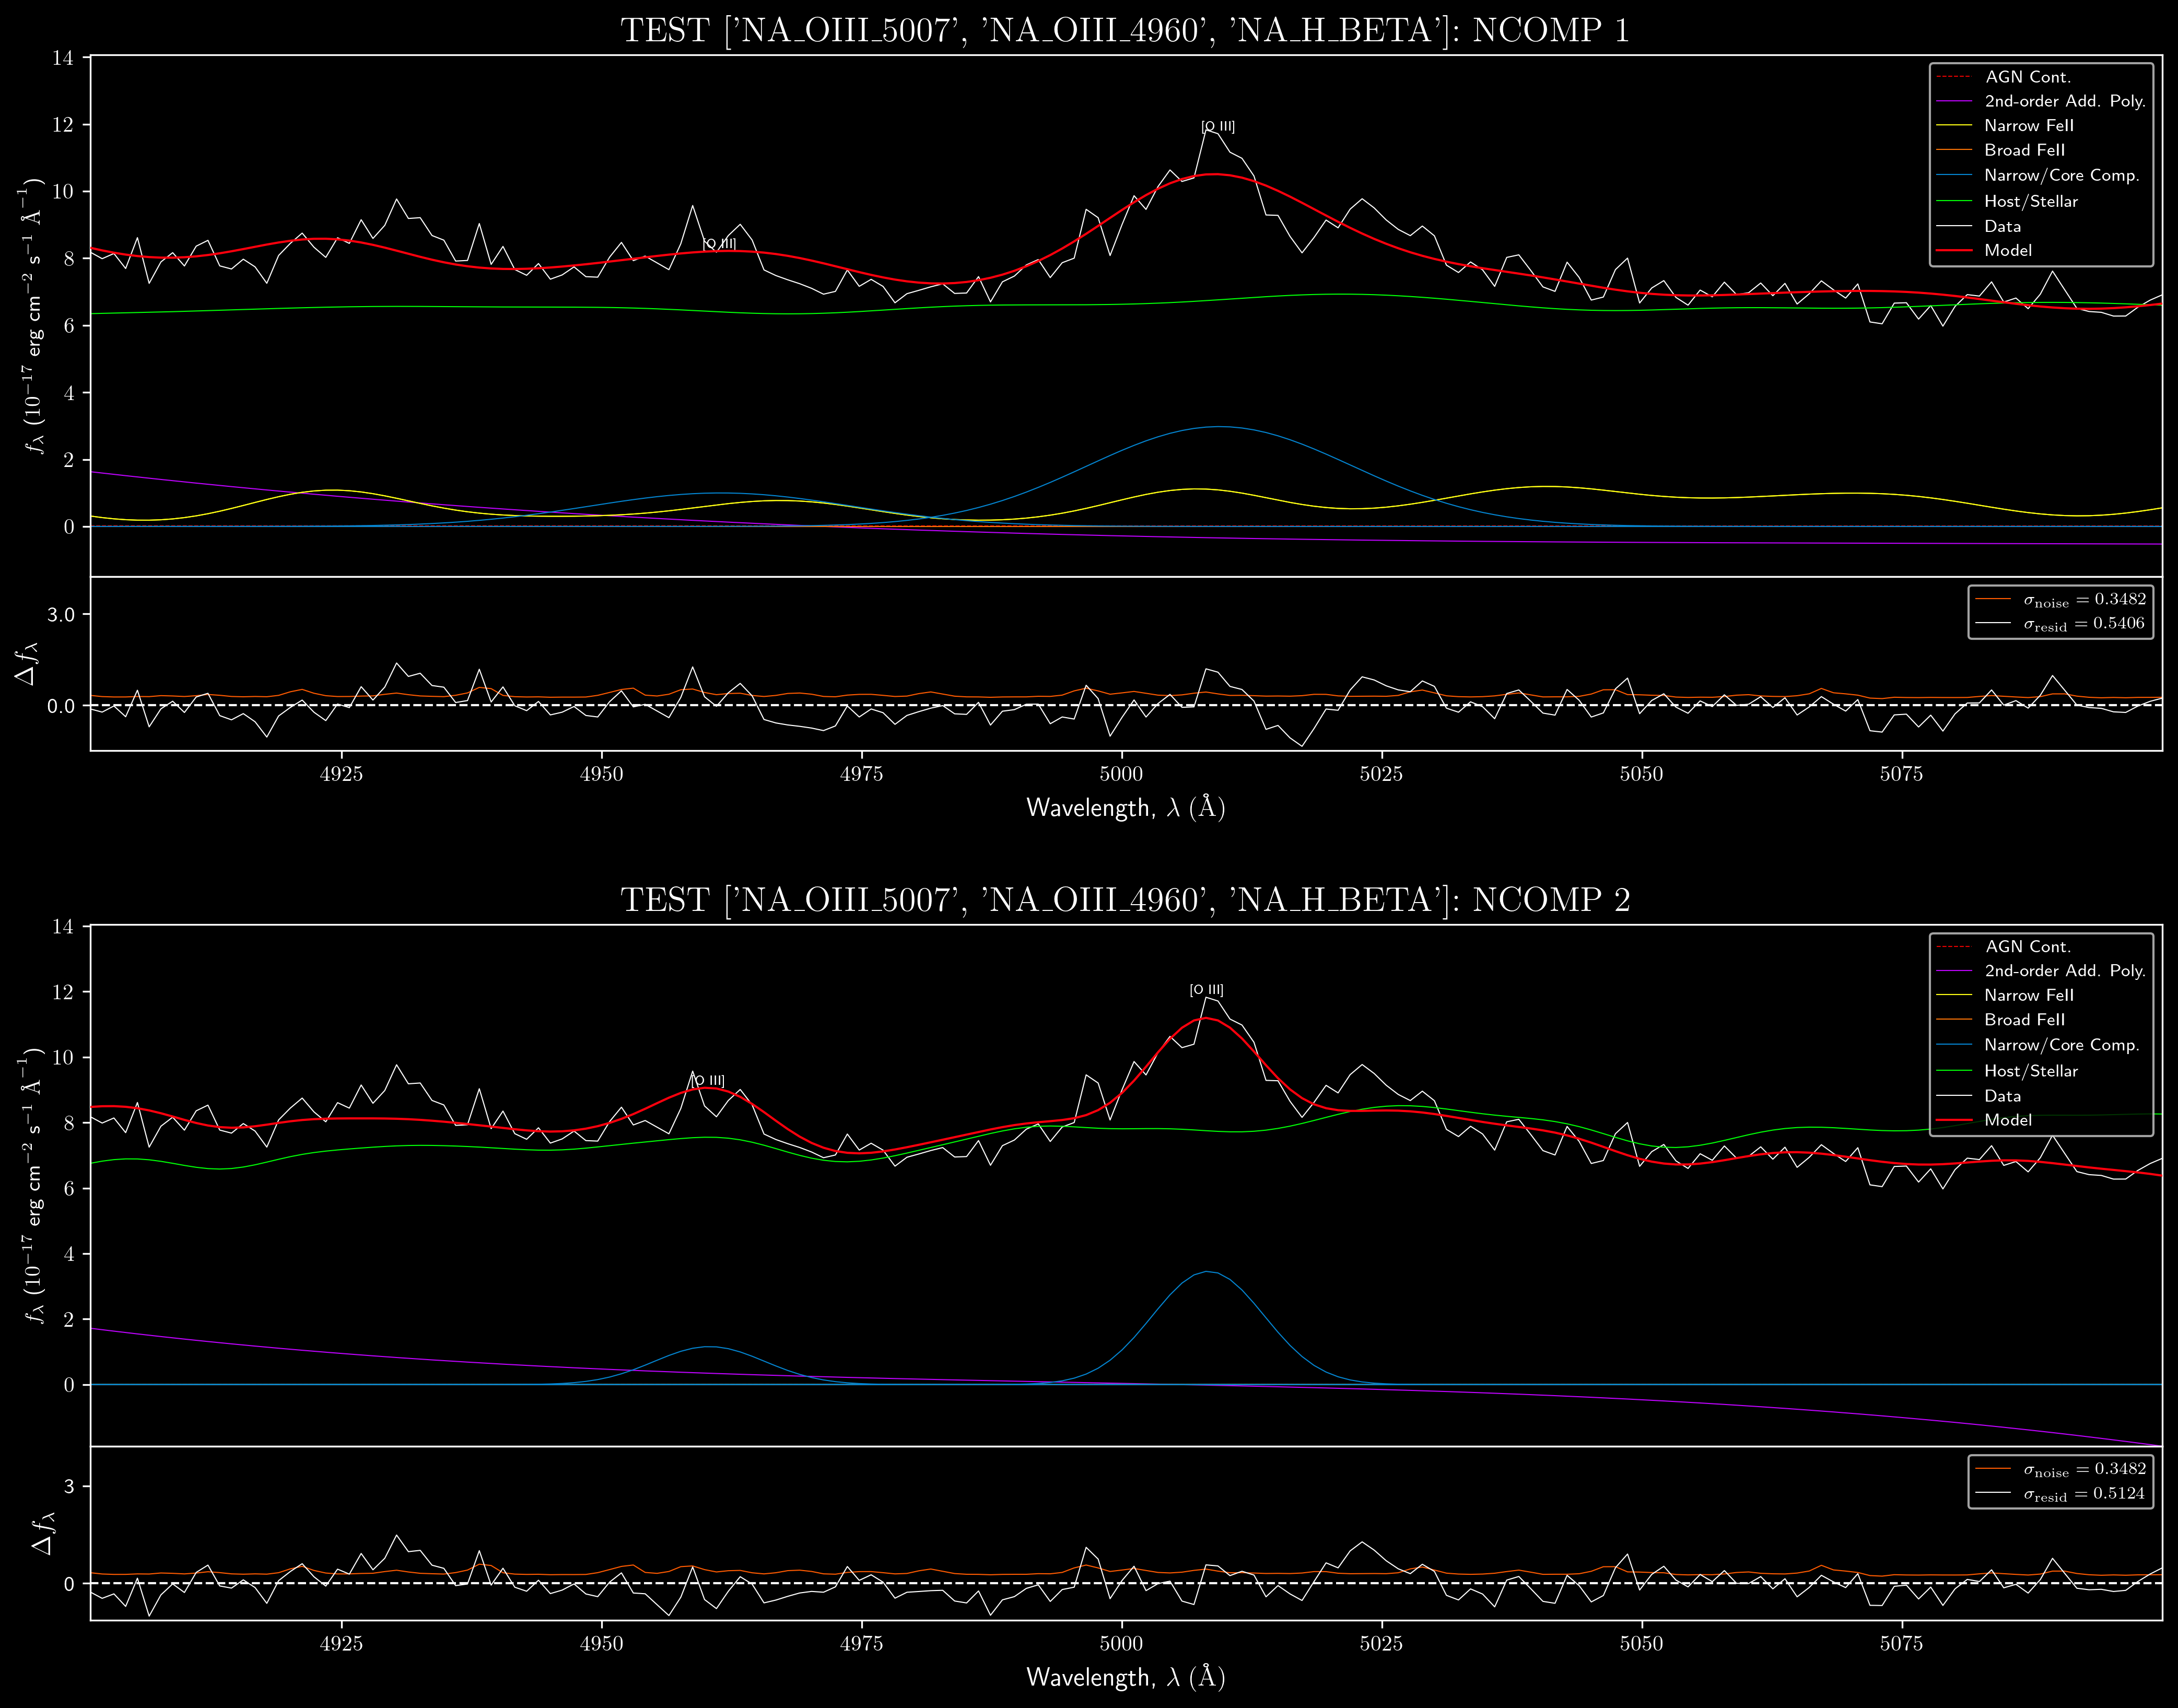 TEST ['NA_OIII_5007', 'NA_OIII_4960', 'NA_H_BETA']: NCOMP 1
14
12
10
8
6
4
2
0
fλ (10−17 erg cm−2 s−1 Å−1)
[O III]
[O III]
AGN Cont.
2nd-order Add. Poly.
Narrow FeII
Broad FeII
Narrow/Core Comp.
Host/Stellar
Data
Model
3.0
0.0
Δfλ
σnoise = 0.3482
σresid = 0.5406
4925 4950 4975 5000 5025 5050 5075
Wavelength, λ (Å)
TEST ['NA_OIII_5007', 'NA_OIII_4960', 'NA_H_BETA']: NCOMP 2
14
12
10
8
6
4
2
0
fλ (10−17 erg cm−2 s−1 Å−1)
[O III]
[O III]
AGN Cont.
2nd-order Add. Poly.
Narrow FeII
Broad FeII
Narrow/Core Comp.
Host/Stellar
Data
Model
3
0
Δfλ
σnoise = 0.3482
σresid = 0.5124
4925 4950 4975 5000 5025 5050 5075
Wavelength, λ (Å)